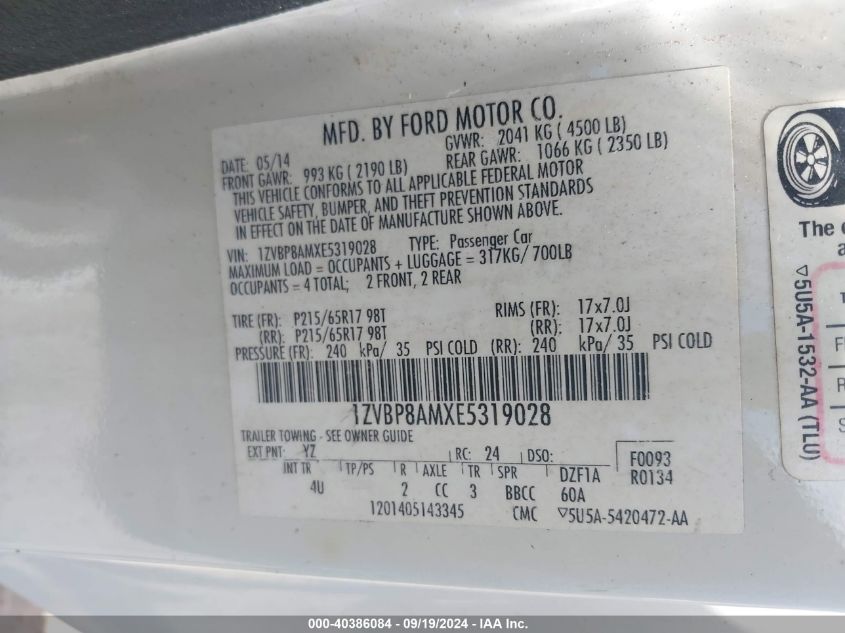 MFD. BY FORD MOTOR CO.
DATE: 05/14 GVWR: 2041 KG ( 4500 LB)
FRONT GAWR: 993 KG ( 2190 LB) REAR GAWR: 1066 KG ( 2350 LB)
THIS VEHICLE CONFORMS TO ALL APPLICABLE FEDERAL MOTOR
VEHICLE SAFETY, BUMPER, AND THEFT PREVENTION STANDARDS
IN EFFECT ON THE DATE OF MANUFACTURE SHOWN ABOVE.
VIN: 1ZVBP8AMXE5319028 TYPE: Passenger Car
MAXIMUM LOAD = OCCUPANTS + LUGGAGE = 317KG/ 700LB
OCCUPANTS = 4 TOTAL; 2 FRONT, 2 REAR
TIRE (FR): P215/65R17 98T RIMS (FR): 17x7.0J
(RR): P215/65R17 98T (RR): 17x7.0J
PRESSURE (FR): 240 kPa/ 35 PSI COLD (RR): 240 kPa/ 35 PSI COLD
1ZVBP8AMXE5319028
TRAILER TOWING - SEE OWNER GUIDE
EXT PNT: YZ RC: 24 DSO: F0093
INT TR TP/PS R AXLE TR SPR DZF1A R0134
4U 2 CC 3 BBCC 60A
1201405143345 CMC ▽5U5A-5420472-AA
The
▽5U5A-1532-AA (TLU)
000-40386084 - 09/19/2024 - IAA Inc.